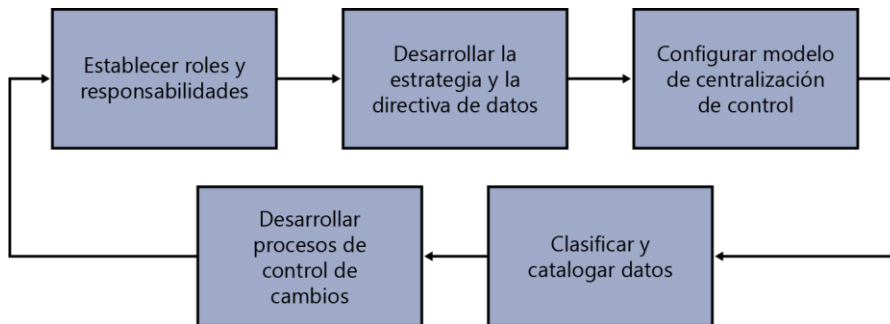 Establecer roles y
responsabilidades
Desarrollar la
estrategia y la
directiva de datos
Configurar modelo
de centralización
de control
Desarrollar
procesos de
control de
cambios
Clasificar y
catalogar datos